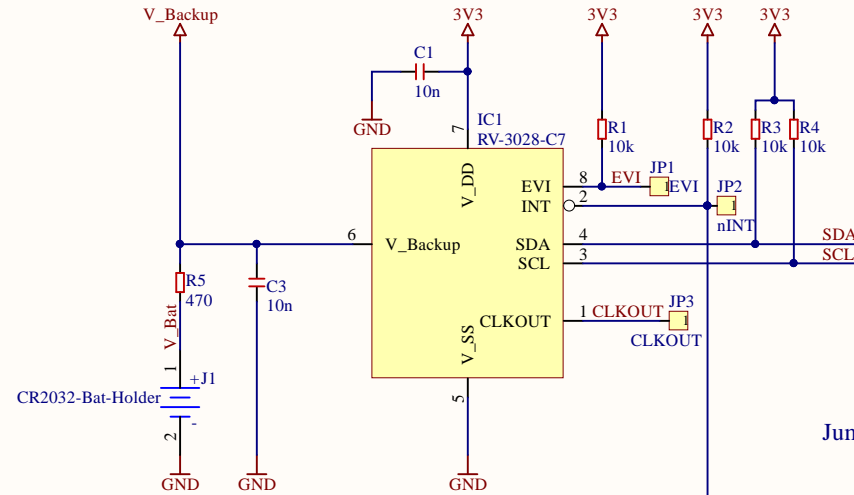 V_Backup
3V3
3V3
3V3
3V3
C1
10n
GND
IC1
RV-3028-C7
7
V_DD
R1
10k
R2
10k
R3
10k
R4
10k
JP1
EVI
8
EVI
1
EVI
INT
2
JP2
1
nINT
6
V_Backup
SDA
4
SDA
SCL
3
SCL
R5
470
C3
10n
V_Bat
CLKOUT
1
CLKOUT
JP3
1
CLKOUT
V_SS
5
1
+
J1
CR2032-Bat-Holder
-
2
GND
GND
GND
Jun